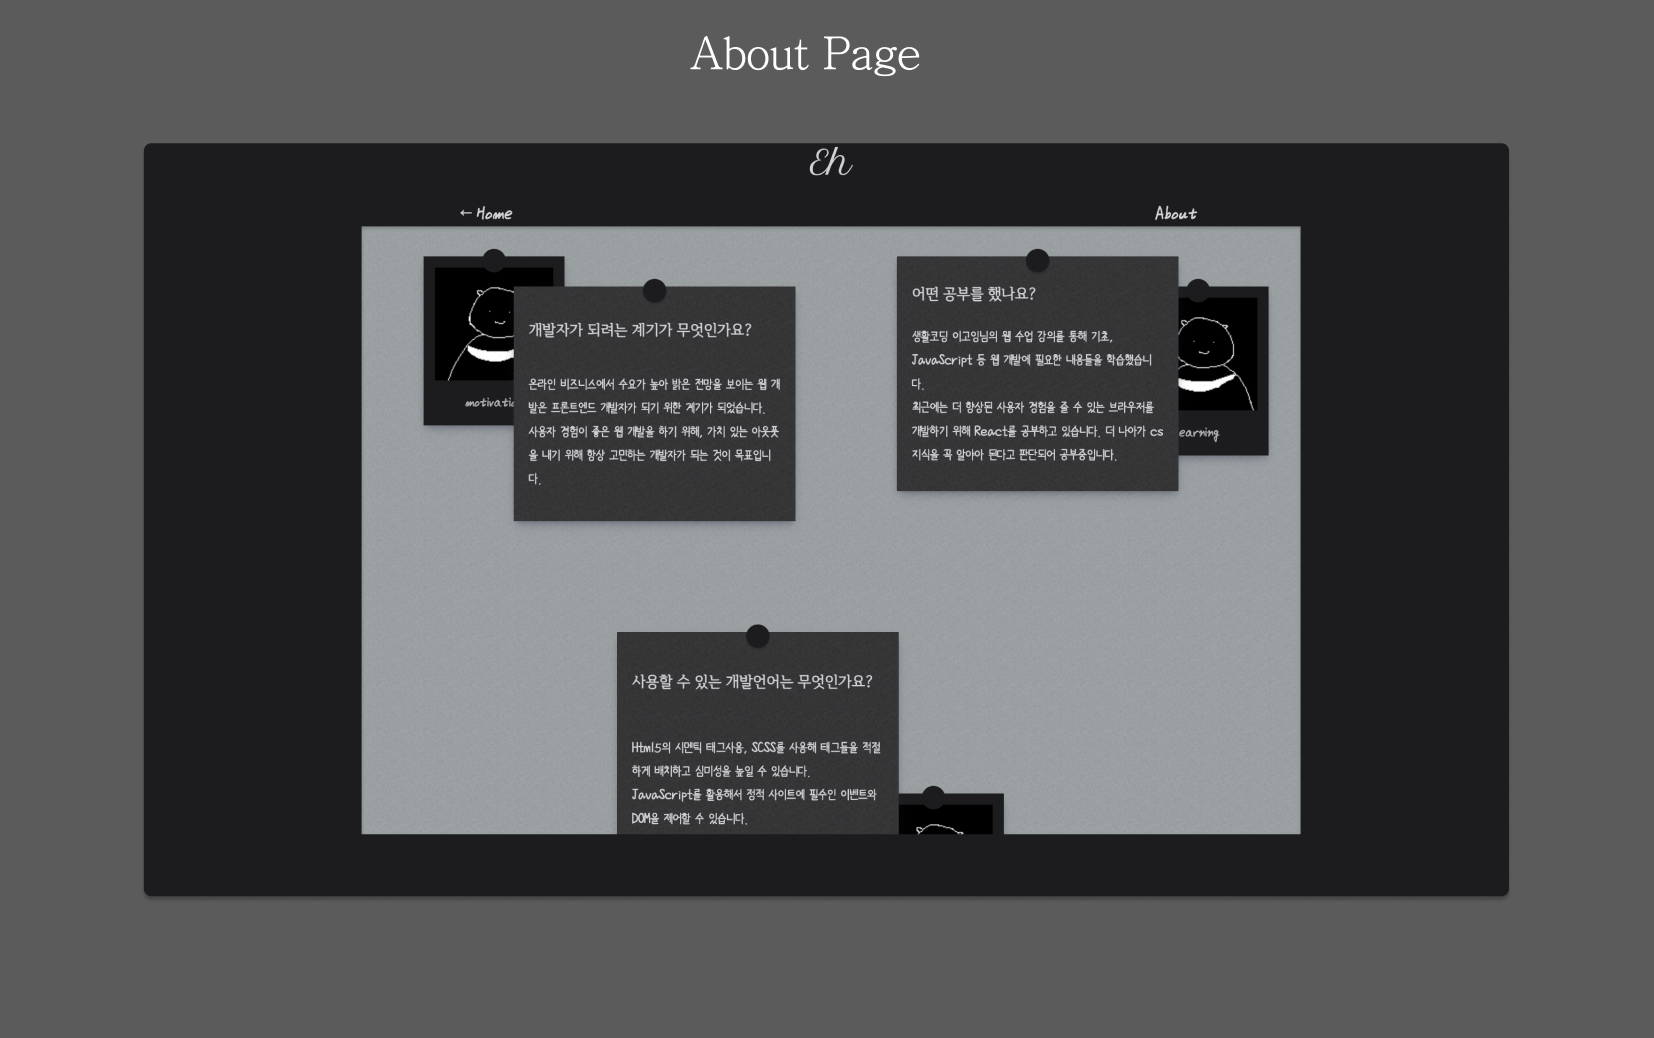 About Page
Eh
← Home
About
개발자가 되려는 계기가 무엇인가요?
온라인 비즈니스에서 수요가 높아 밝은 전망을 보이는 웹 개
발은 프론트엔드 개발자가 되기 위한 계기가 되었습니다.
사용자 경험이 좋은 웹 개발을 하기 위해, 가치 있는 아웃풋
을 내기 위해 항상 고민하는 개발자가 되는 것이 목표입니
다.
motivatio
어떤 공부를 했나요?
생활코딩 이고잉님의 웹 수업 강의를 통해 기초,
JavaScript 등 웹 개발에 필요한 내용들을 학습했습니
다.
최근에는 더 향상된 사용자 경험을 줄 수 있는 브라우저를
개발하기 위해 React를 공부하고 있습니다. 더 나아가 cs
지식을 꼭 알아야 된다고 판단되어 공부중입니다.
earning
사용할 수 있는 개발언어는 무엇인가요?
Html5의 시멘틱 태그사용, SCSS를 사용해 태그들을 적절
하게 배치하고 심미성을 높일 수 있습니다.
JavaScript를 활용해서 정적 사이트에 필수인 이벤트와
DOM을 제어할 수 있습니다.